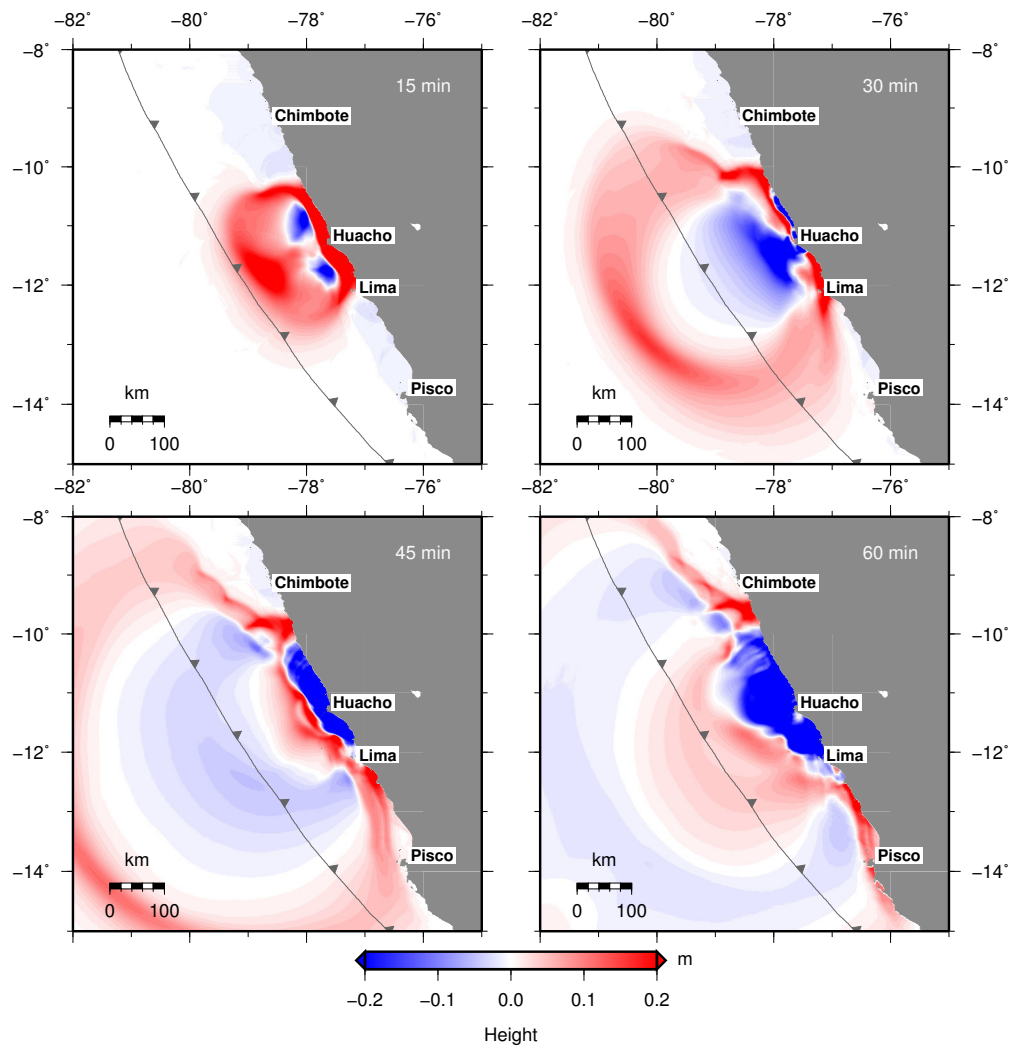 −82˚ −80˚ −78˚ −76˚ −82˚ −80˚ −78˚ −76˚
−8˚ 15 min 30 min −8˚
Chimbote Chimbote
−10˚ −10˚
Huacho Huacho
−12˚ Lima Lima −12˚
km Pisco km Pisco
−14˚ −14˚
0 100 0 100
−82˚ −80˚ −78˚ −76˚ −82˚ −80˚ −78˚ −76˚
−8˚ 45 min 60 min −8˚
Chimbote Chimbote
−10˚ −10˚
Huacho Huacho
−12˚ Lima Lima −12˚
km Pisco km Pisco
−14˚ −14˚
0 100 0 100
m
−0.2 −0.1 0.0 0.1 0.2
Height